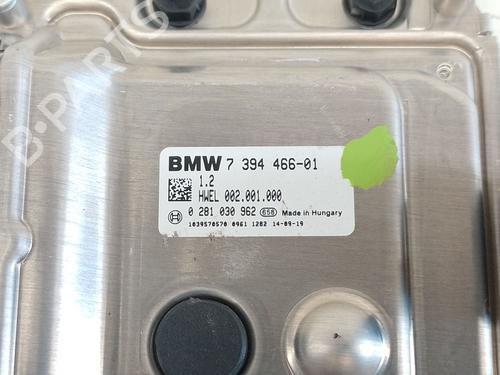 B-PARTS
BMW 7 394 466-01
1.2
HWEL 002.001.000
0 281 030 962 658 Made in Hungary
1039S70570 0961 1282 14-09-19